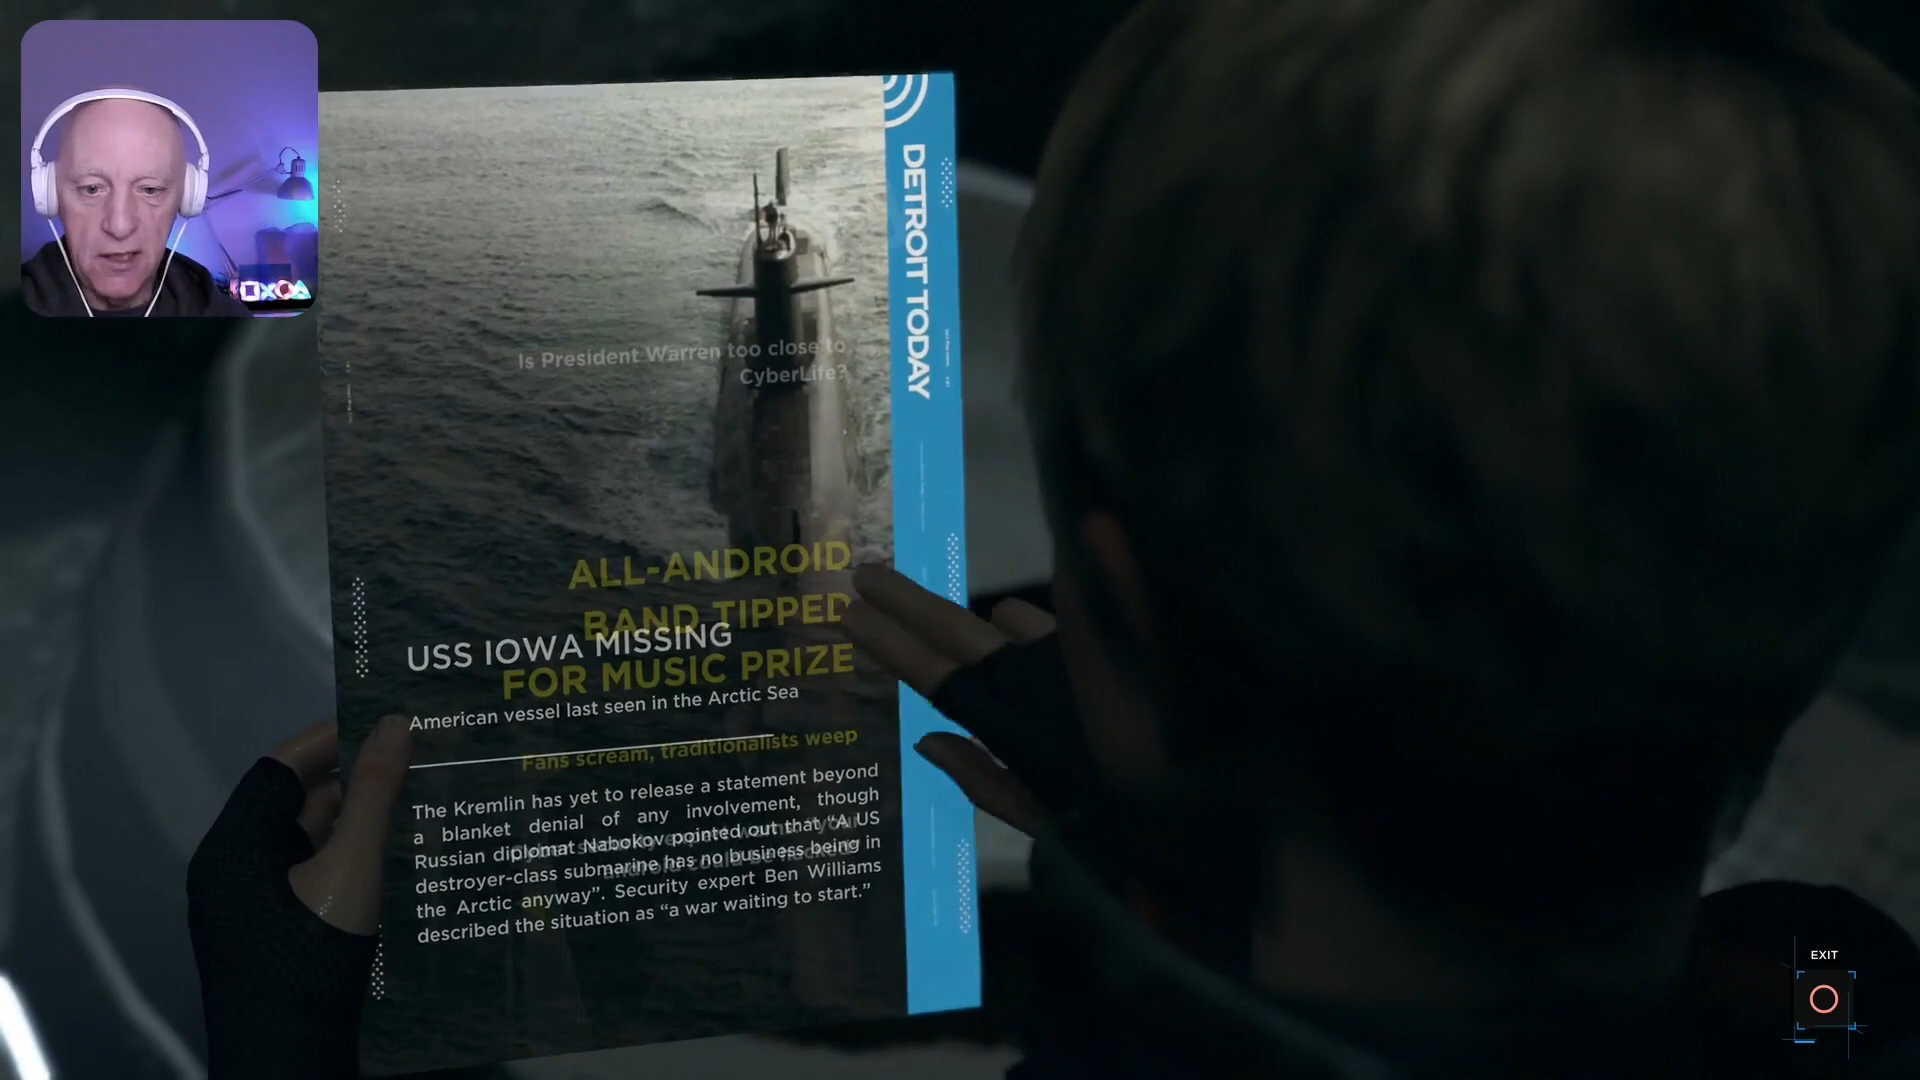 DETROIT TODAY
Is President Warren too close to
CyberLife?
ALL-ANDROID
BAND TIPPED
FOR MUSIC PRIZE
USS IOWA MISSING
American vessel last seen in the Arctic Sea
Fans scream, traditionalists weep
The Kremlin has yet to release a statement beyond
a blanket denial of any involvement, though
Russian diplomat Nabokov pointed out that “A US
destroyer-class submarine has no business being in
the Arctic anyway”. Security expert Ben Williams
described the situation as “a war waiting to start.”
android could be hacked
EXIT